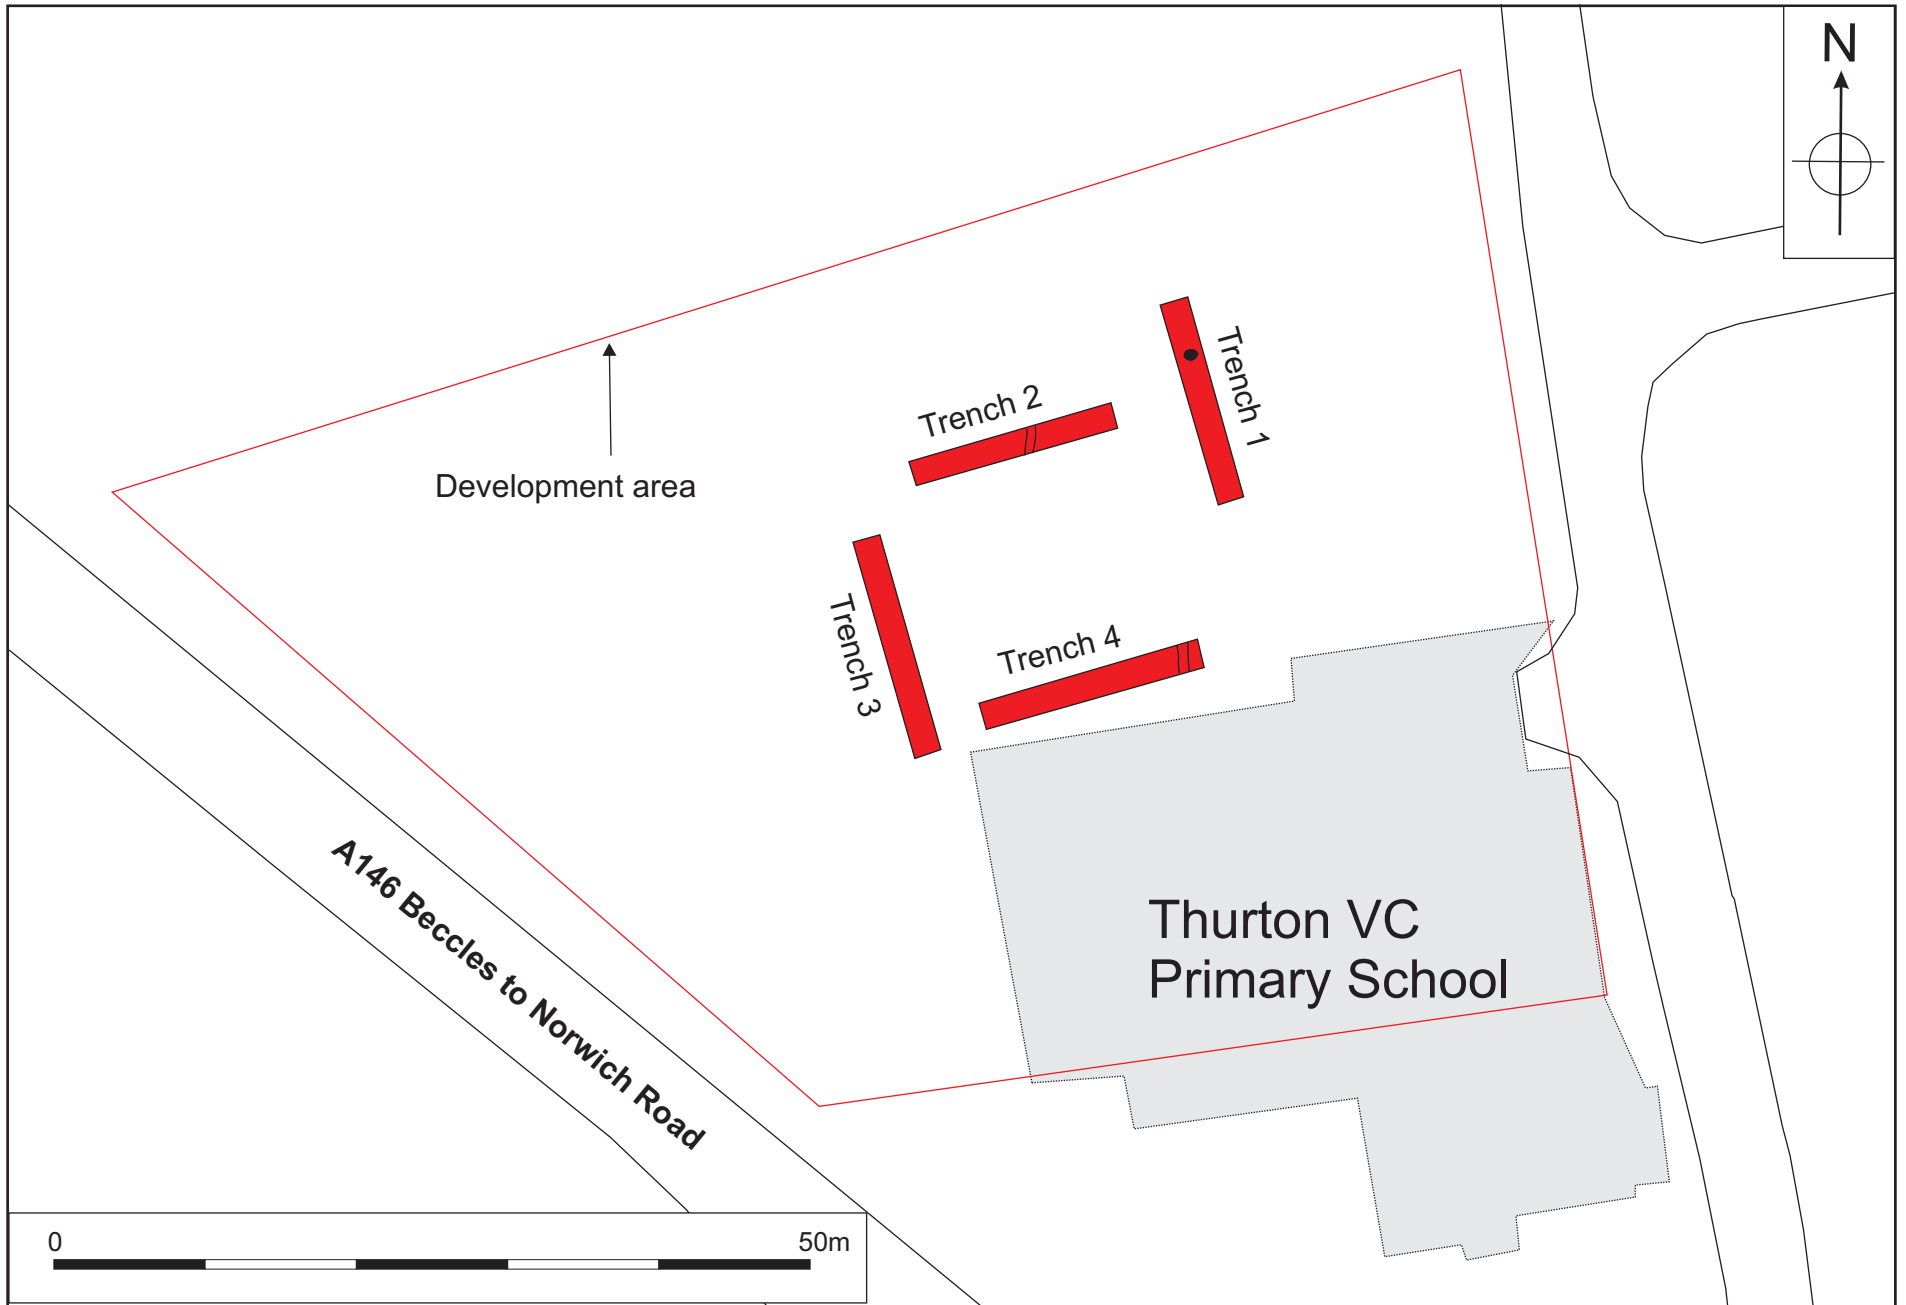 N
Trench 1
Trench 2
Development area
Trench 3
Trench 4
A146 Beccles to Norwich Road
Thurton VC
Primary School
0 50m